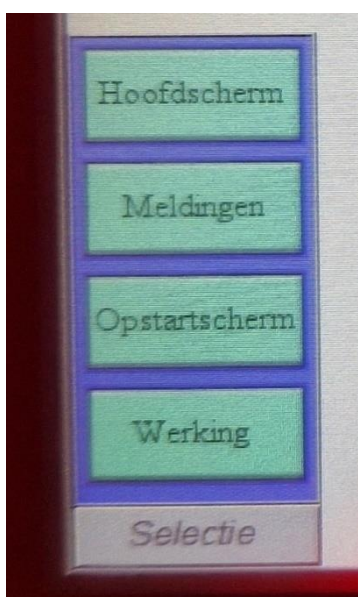 Hoofdscherm
Meldingen
Opstartscherm
Werking
Selectie